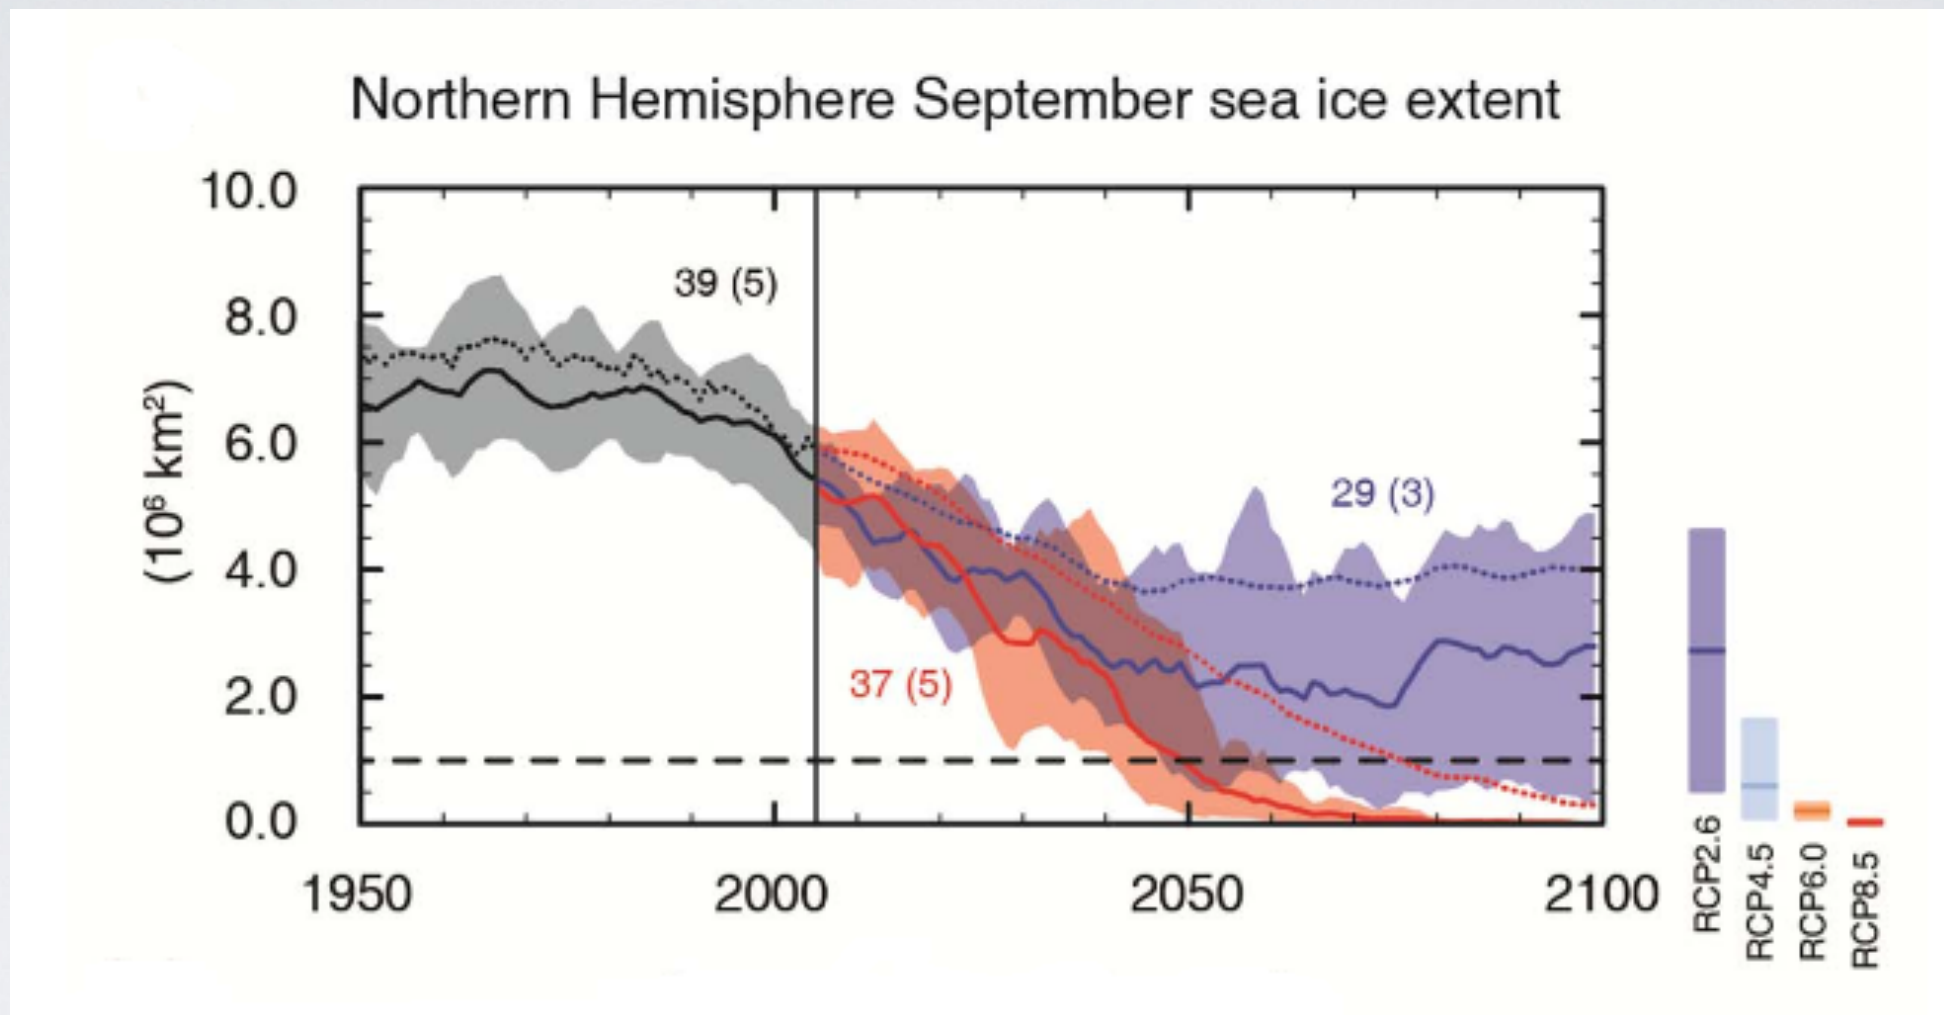 Northern Hemisphere September sea ice extent
(10⁶ km²)
10.0
8.0
6.0
4.0
2.0
0.0
39 (5)
29 (3)
37 (5)
1950
2000
2050
2100
RCP2.6
RCP4.5
RCP6.0
RCP8.5